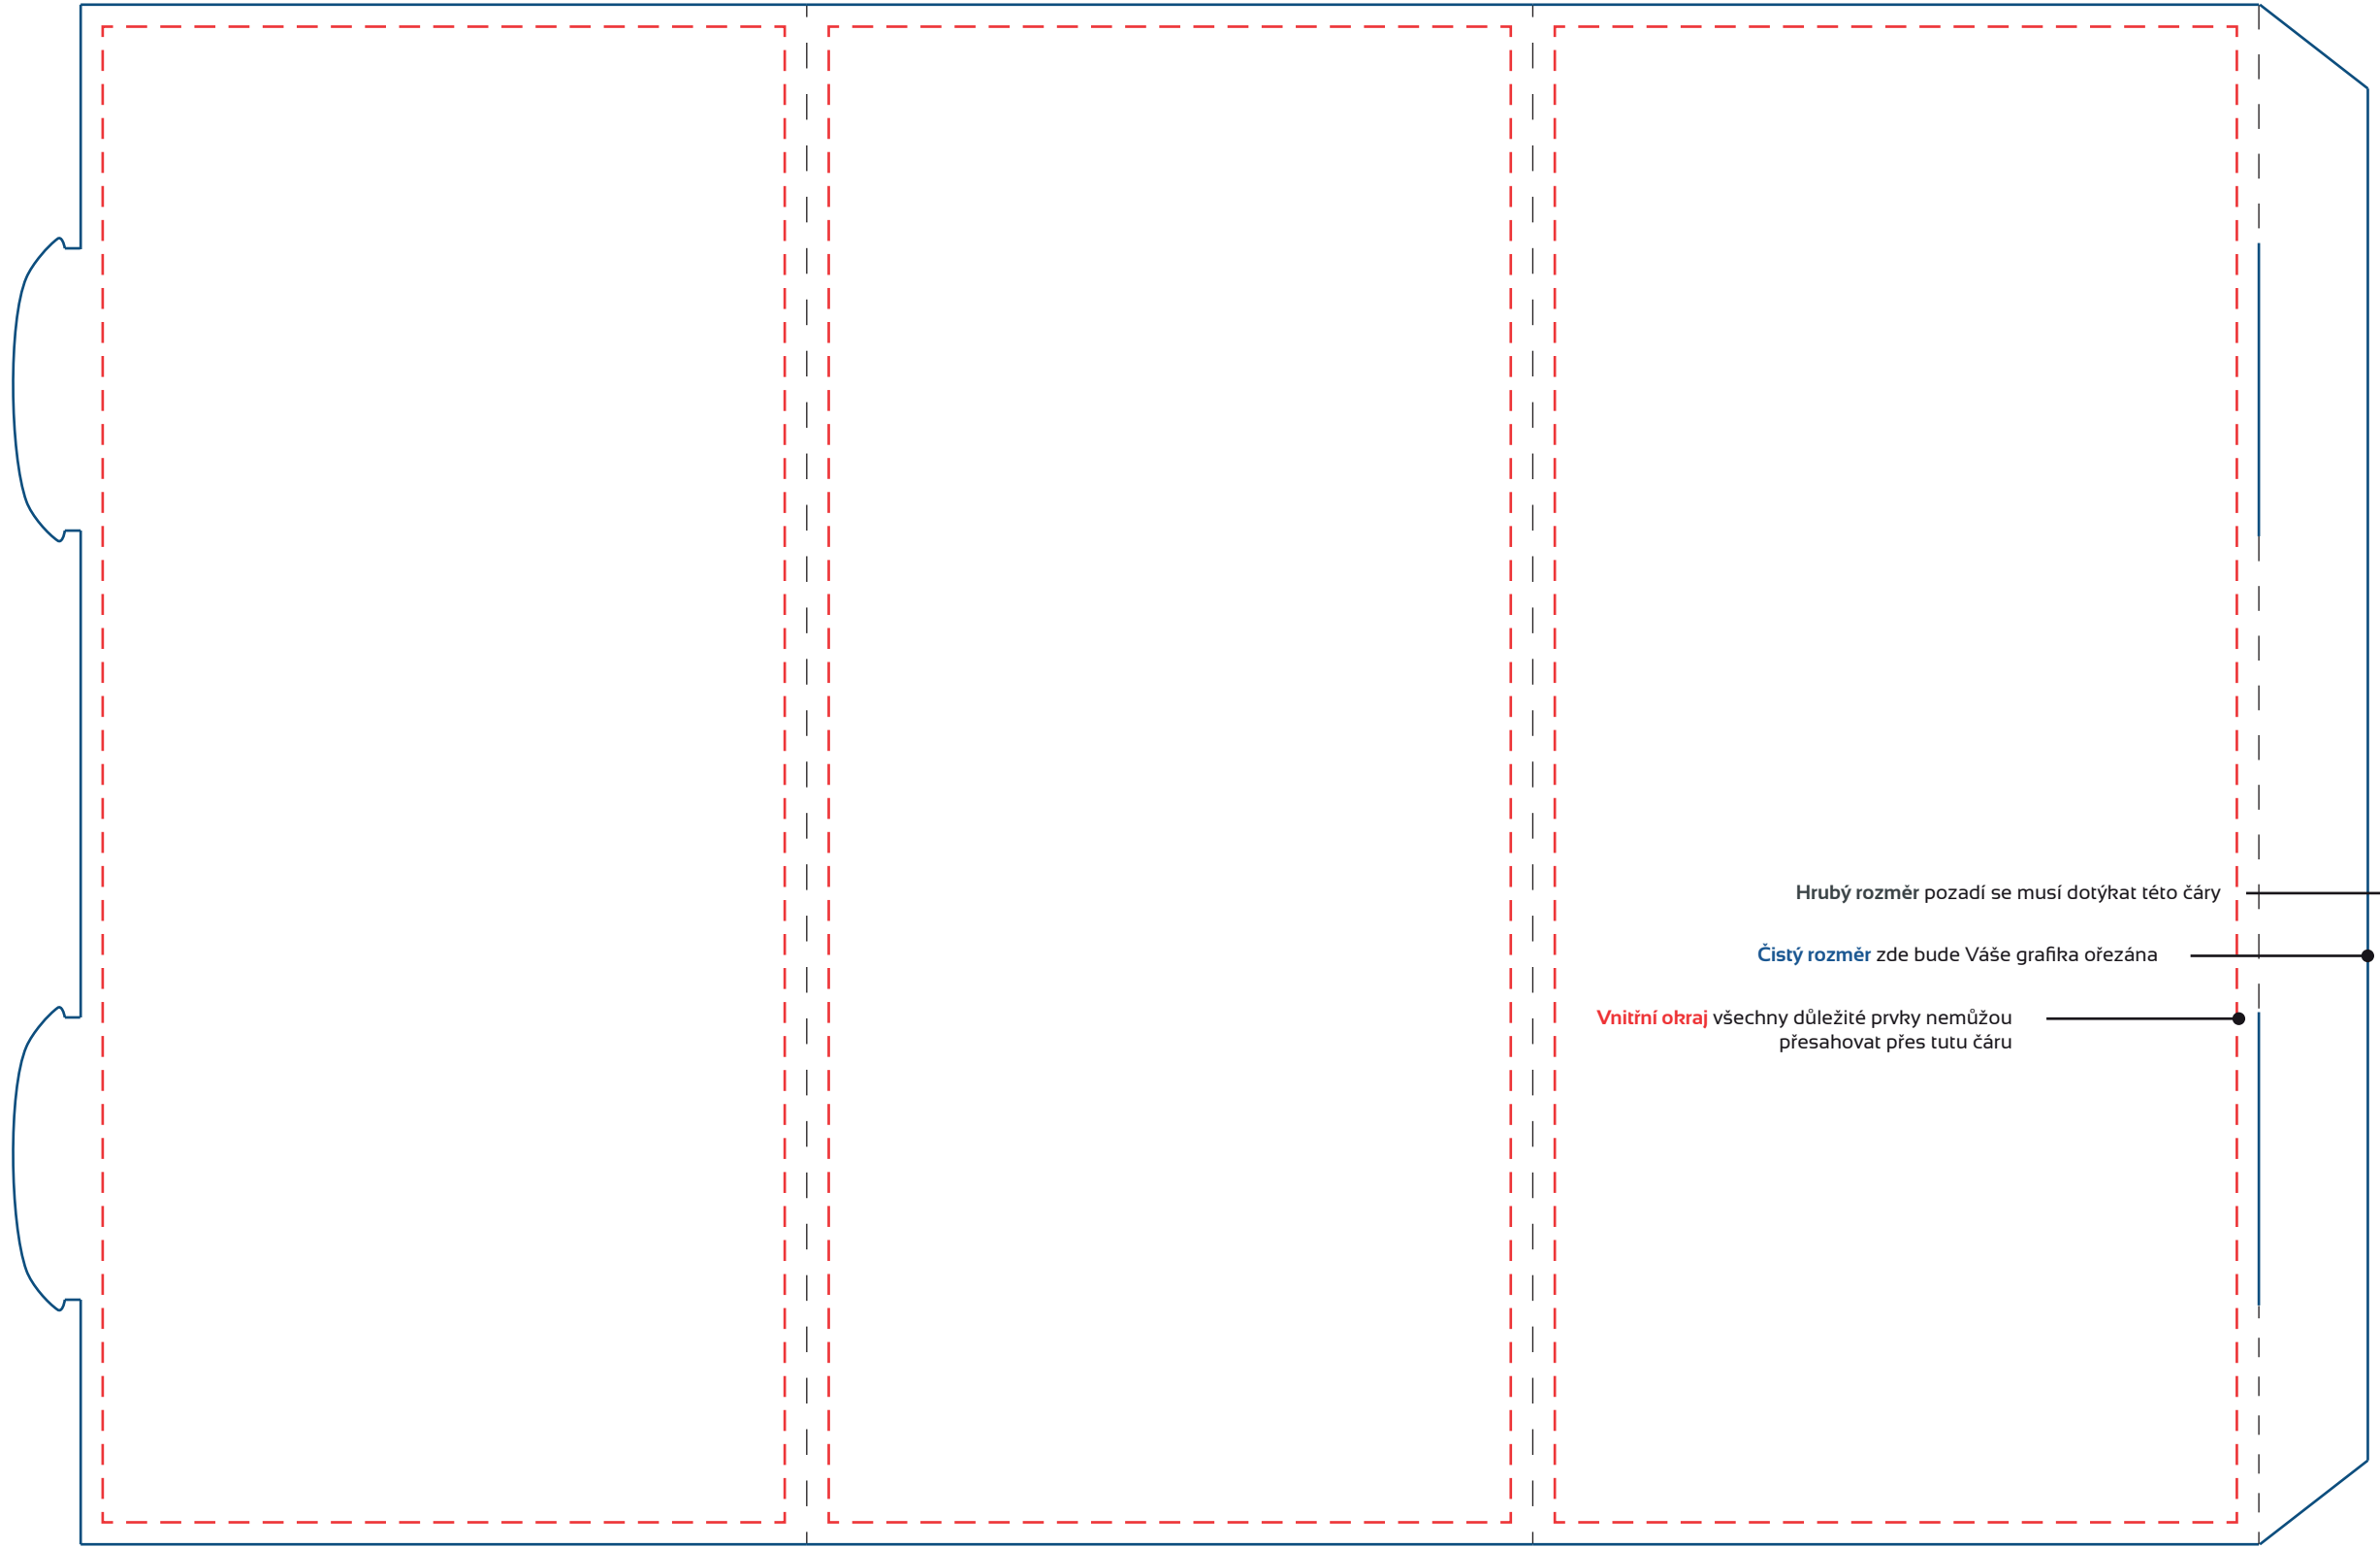 Hrubý rozměr pozadí se musí dotýkat této čáry
Čistý rozměr zde bude Váše grafika ořezána
Vnitřní okraj všechny důležité prvky nemůžou
přesahovat přes tutu čáru